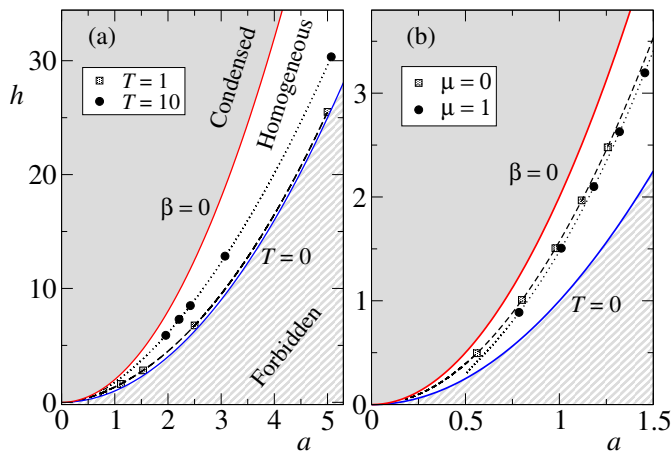 (a)
T = 1
T = 10
Condensed
Homogeneous
β = 0
T = 0
Forbidden
h
30
20
10
0
0 1 2 3 4 5
a
(b)
μ = 0
μ = 1
β = 0
T = 0
3
2
1
0
0 0.5 1 1.5
a